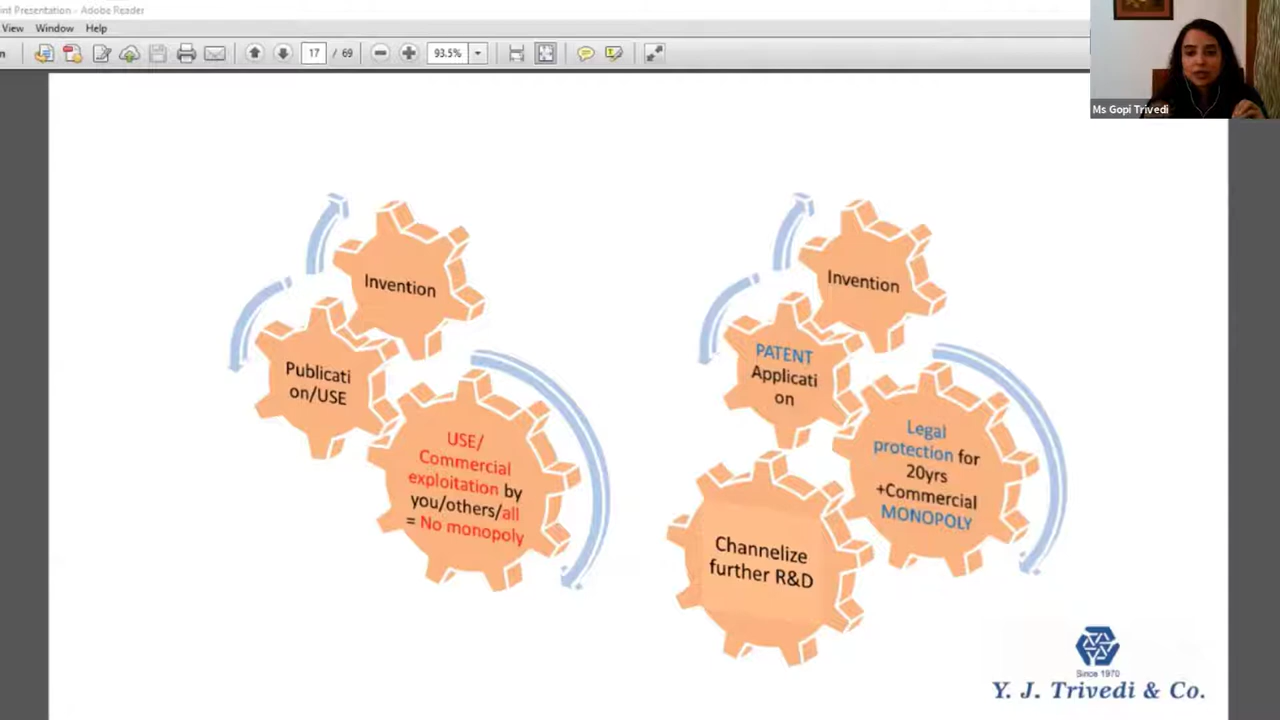 int Presentation - Adobe Reader
View Window Help
17 / 69
93.5%
Ms Gopi Trivedi
Invention
Publicati
on/USE
USE/
Commercial
exploitation by
you/others/all
= No monopoly
Invention
PATENT
Applicati
on
Legal
protection for
20yrs
+Commercial
MONOPOLY
Channelize
further R&D
Since 1970
Y. J. Trivedi & Co.